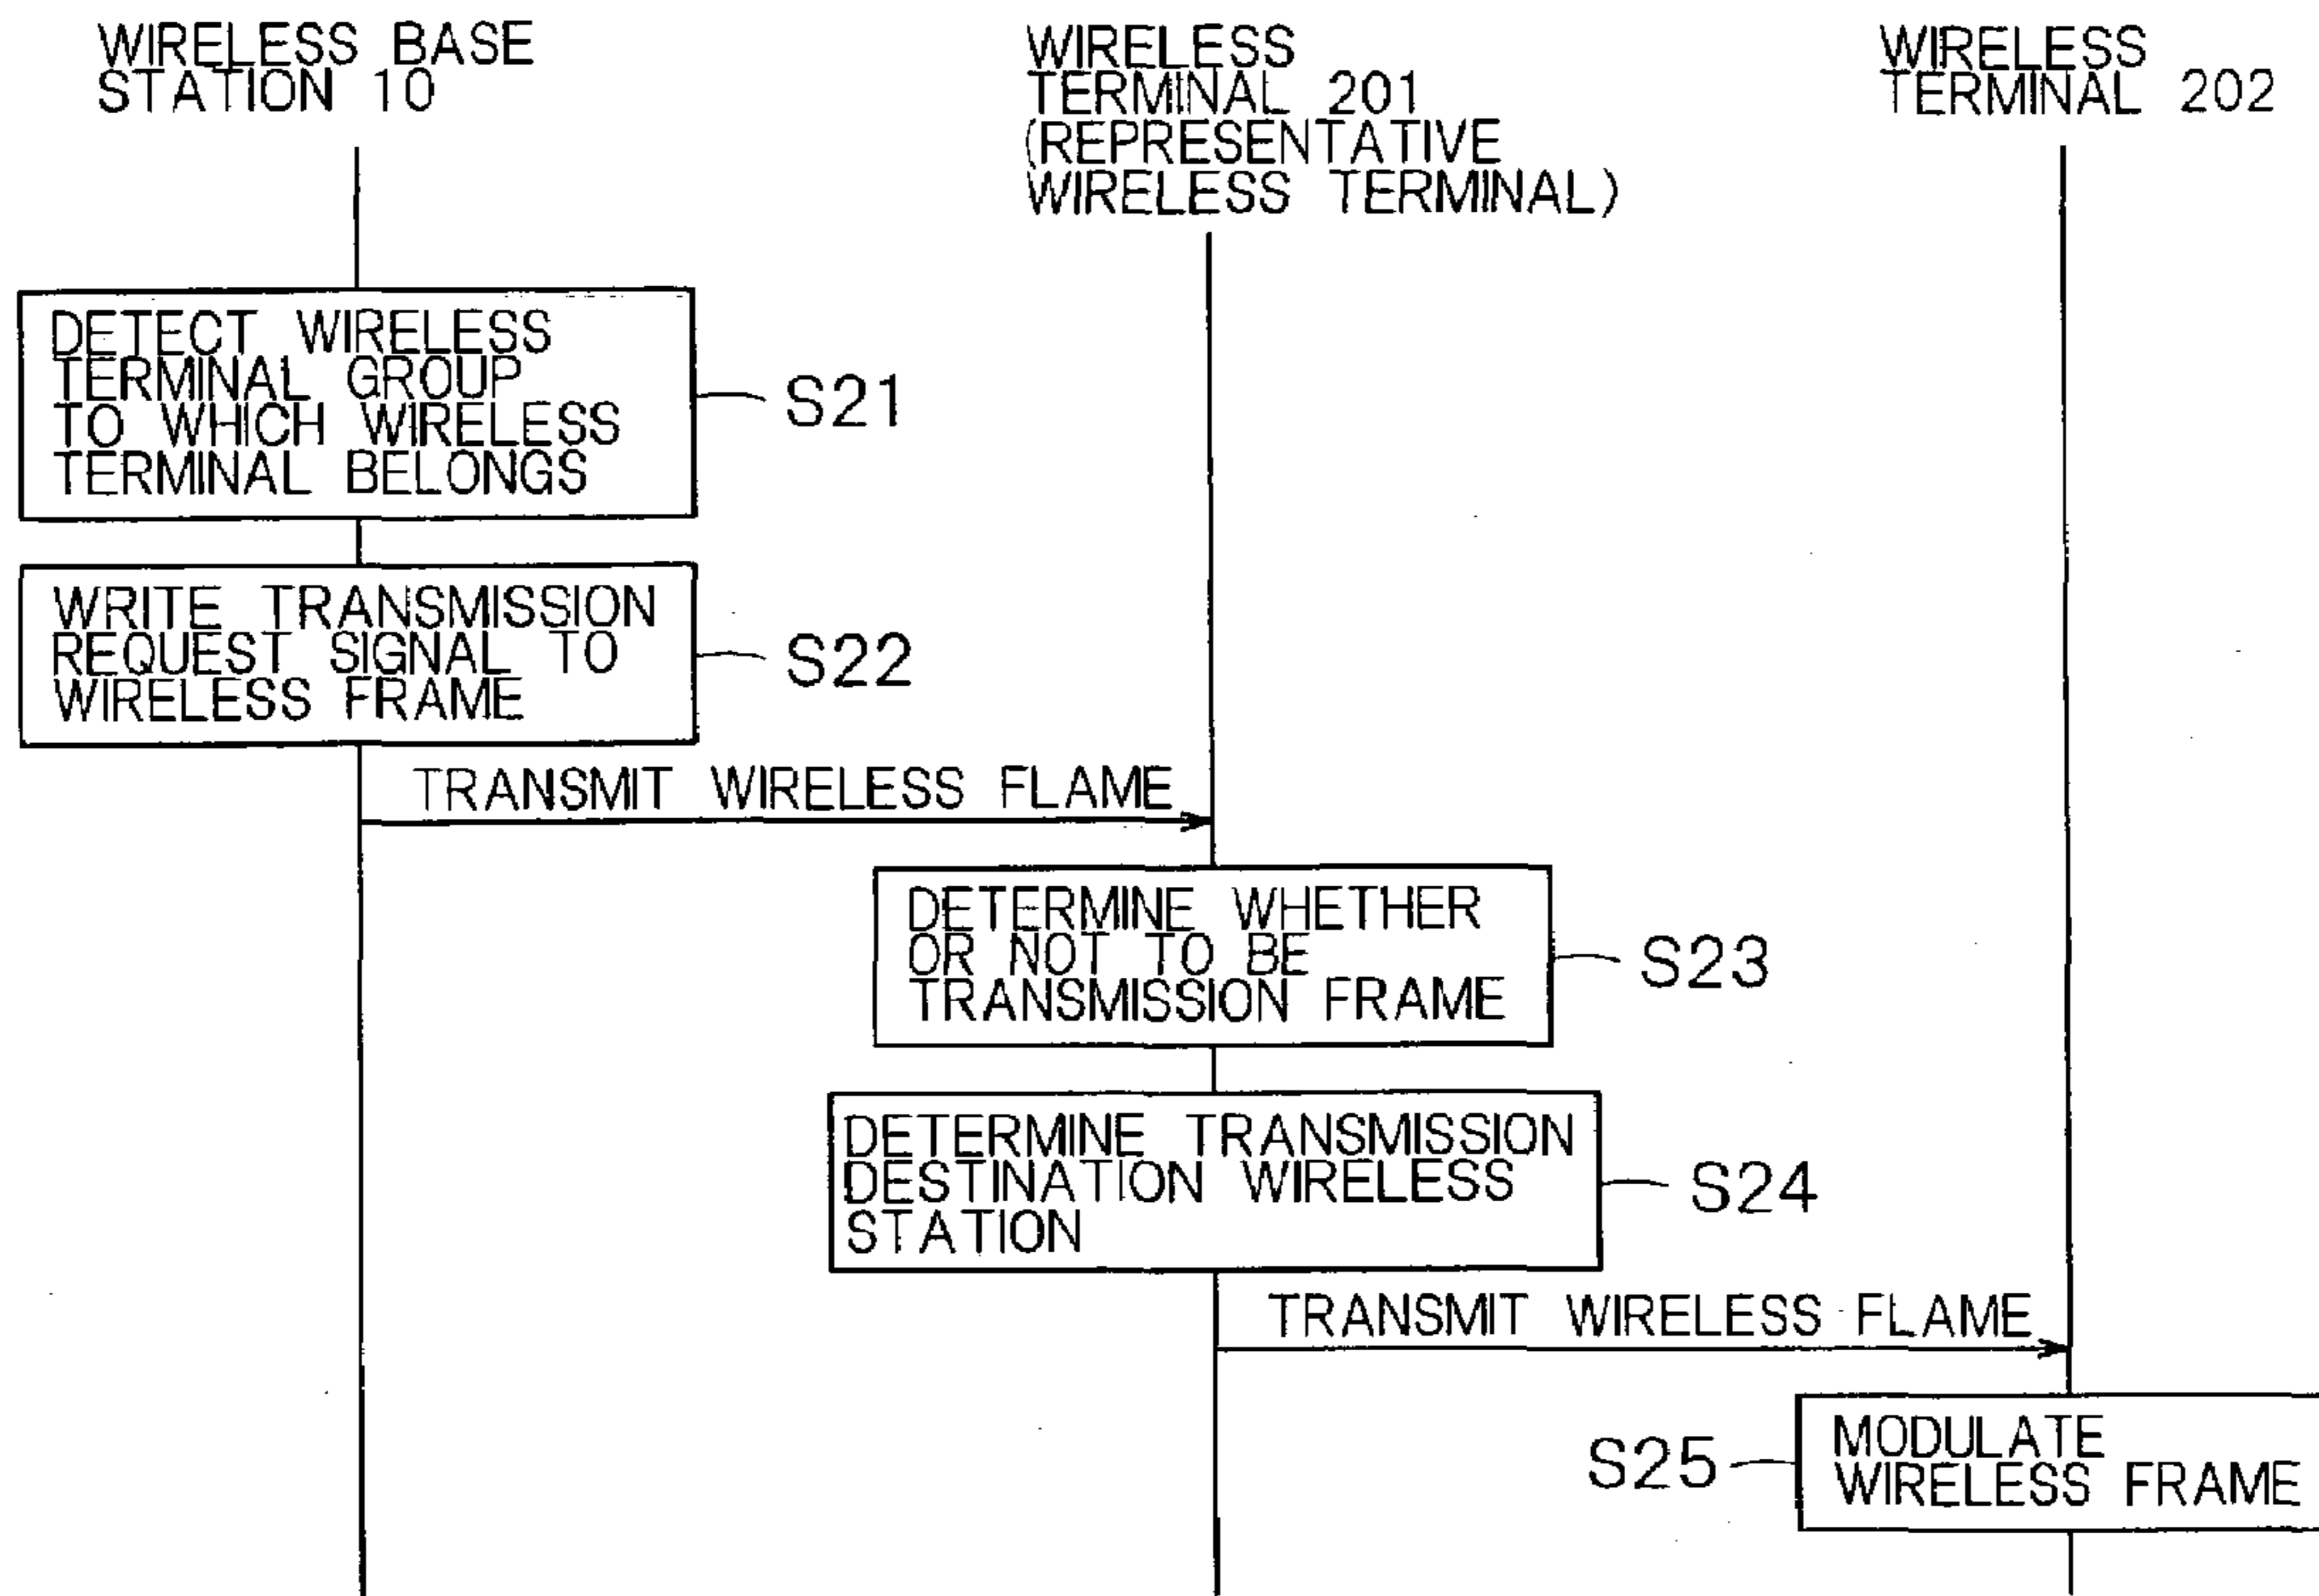 WIRELESS BASE
STATION 10
WIRELESS
TERMINAL 201
(REPRESENTATIVE
WIRELESS TERMINAL)
WIRELESS
TERMINAL 202
DETECT WIRELESS
TERMINAL GROUP
TO WHICH WIRELESS
TERMINAL BELONGS
S21
WRITE TRANSMISSION
REQUEST SIGNAL TO
WIRELESS FRAME
S22
TRANSMIT WIRELESS FLAME
DETERMINE WHETHER
OR NOT TO BE
TRANSMISSION FRAME
S23
DETERMINE TRANSMISSION
DESTINATION WIRELESS
STATION
S24
TRANSMIT WIRELESS FLAME
S25
MODULATE
WIRELESS FRAME